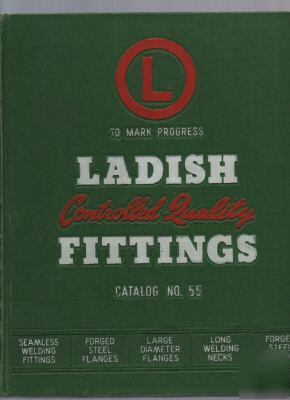 L
TO MARK PROGRESS
LADISH
Controlled Quality
FITTINGS
CATALOG NO. 55
SEAMLESS WELDING FITTINGS
FORGED STEEL FLANGES
LARGE DIAMETER FLANGES
LONG WELDING NECKS
FORGE